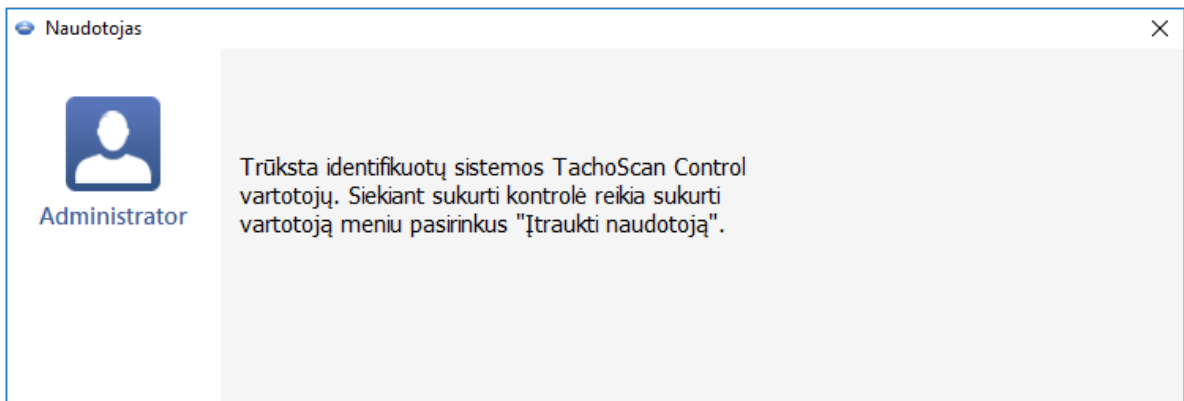 Naudotojas
Administrator
Trūksta identifikuotų sistemos TachoScan Control
vartotojų. Siekiant sukurti kontrolė reikia sukurti
vartotoją meniu pasirinkus "Įtraukti naudotoją".